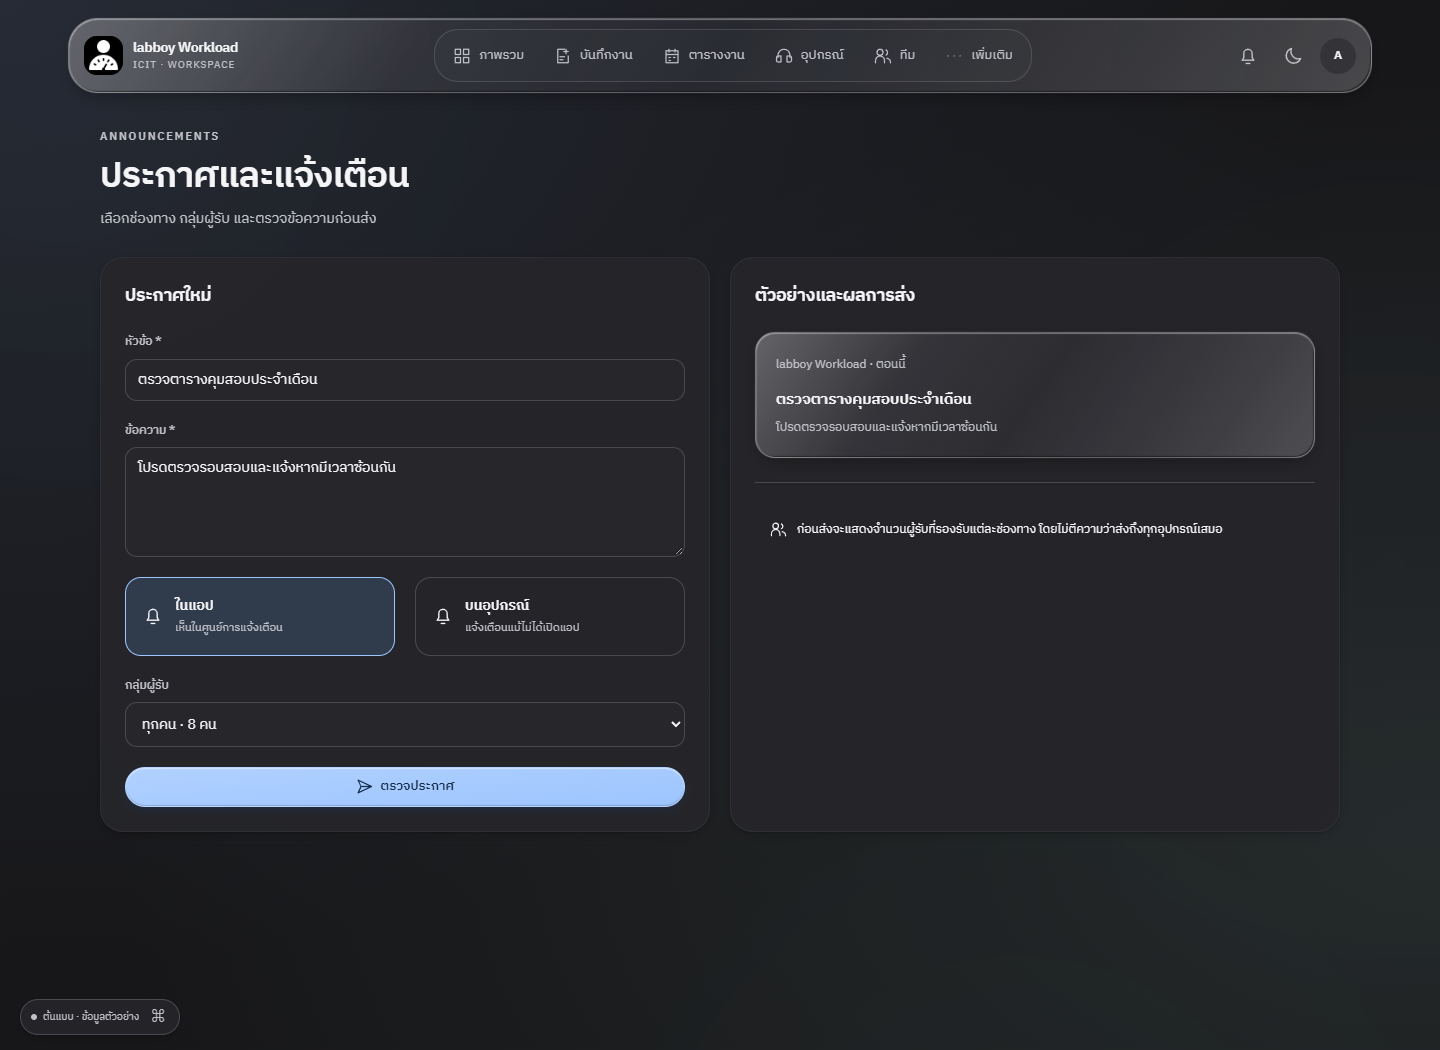 labboy Workload
ICIT · WORKSPACE
ภาพรวม
บันทึกงาน
ตารางงาน
อุปกรณ์
ทีม
··· เพิ่มเติม
A
ANNOUNCEMENTS
ประกาศและแจ้งเตือน
เลือกช่องทาง กลุ่มผู้รับ และตรวจข้อความก่อนส่ง
ประกาศใหม่
หัวข้อ *
ตรวจตารางคุมสอบประจำเดือน
ข้อความ *
โปรดตรวจรอบสอบและแจ้งหากมีเวลาซ้อนกัน
ในแอป
เห็นในศูนย์การแจ้งเตือน
บนอุปกรณ์
แจ้งเตือนแม้ไม่ได้เปิดแอป
กลุ่มผู้รับ
ทุกคน · 8 คน
ตรวจประกาศ
ตัวอย่างและผลการส่ง
labboy Workload · ตอนนี้
ตรวจตารางคุมสอบประจำเดือน
โปรดตรวจรอบสอบและแจ้งหากมีเวลาซ้อนกัน
ก่อนส่งจะแสดงจำนวนผู้รับที่รองรับแต่ละช่องทาง โดยไม่ตีความว่าส่งถึงทุกอุปกรณ์เสมอ
ต้นแบบ · ข้อมูลตัวอย่าง ⌘